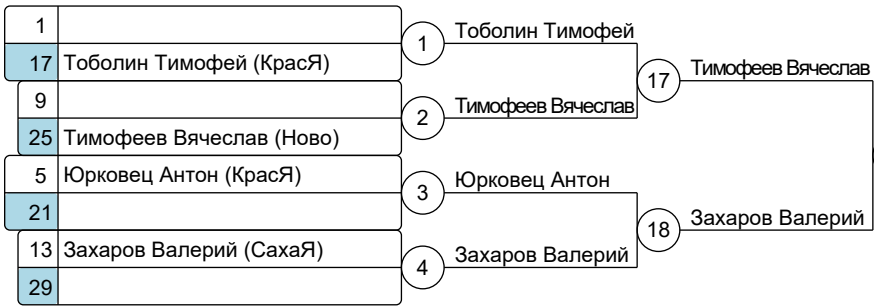 1
17 Тоболин Тимофей (КрасЯ)
9
25 Тимофеев Вячеслав (Ново)
5 Юрковец Антон (КрасЯ)
21
13 Захаров Валерий (СахаЯ)
29
1 Тоболин Тимофей
2 Тимофеев Вячеслав
3 Юрковец Антон
4 Захаров Валерий
17 Тимофеев Вячеслав
18 Захаров Валерий